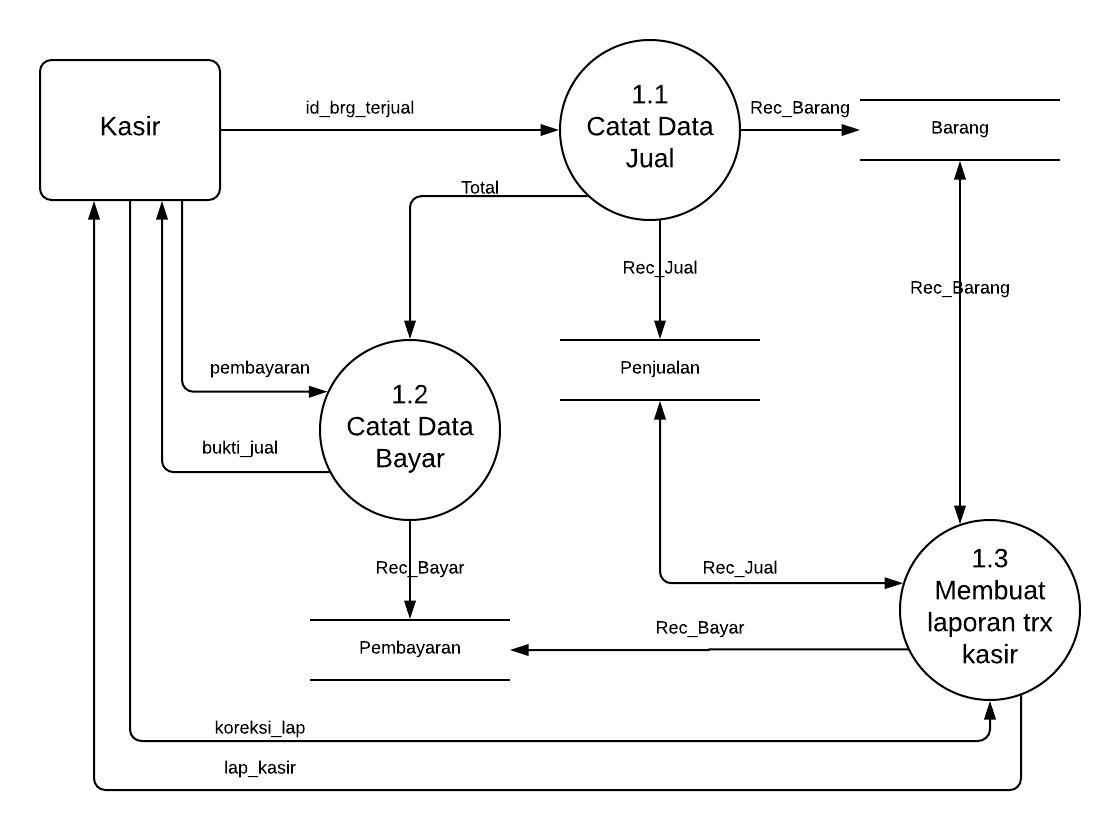 Kasir
id_brg_terjual
1.1
Catat Data
Jual
Rec_Barang
Barang
Total
Rec_Jual
Rec_Barang
pembayaran
Penjualan
1.2
Catat Data
Bayar
bukti_jual
Rec_Bayar
Rec_Jual
1.3
Membuat
laporan trx
kasir
Rec_Bayar
Pembayaran
koreksi_lap
lap_kasir